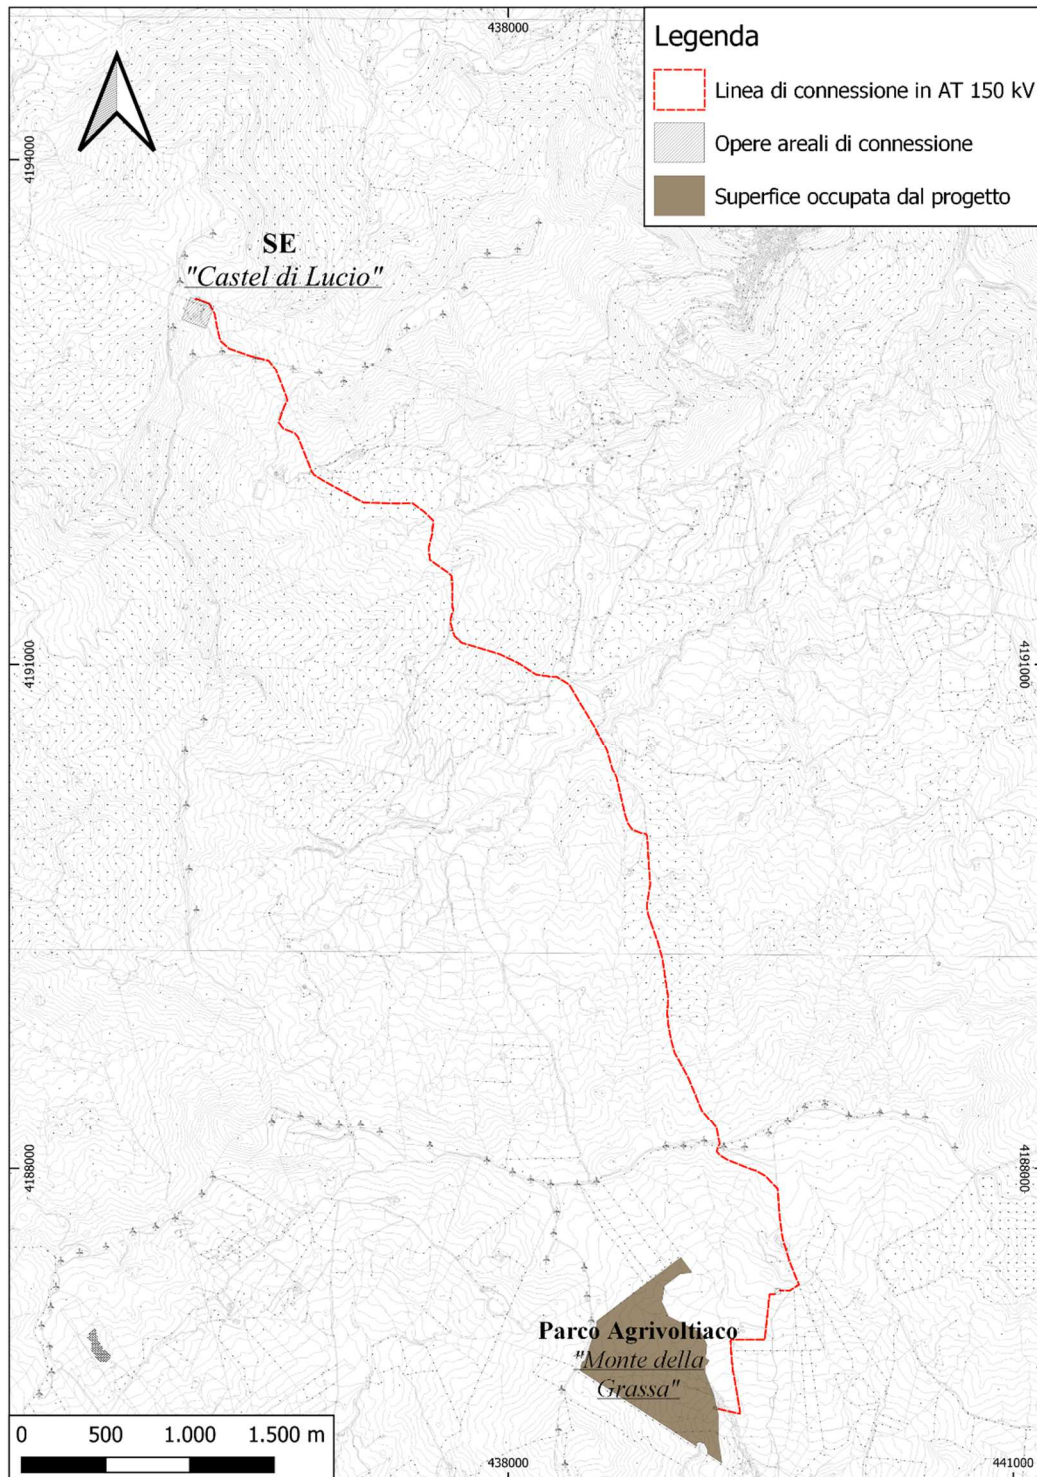 438000
Legenda
Linea di connessione in AT 150 kV
Opere areali di connessione
Superfice occupata dal progetto
4194000
SE
"Castel di Lucio"
4191000
4191000
4188000
4188000
Parco Agrivoltiaco
"Monte della
Grassa"
0 500 1.000 1.500 m
438000
441000